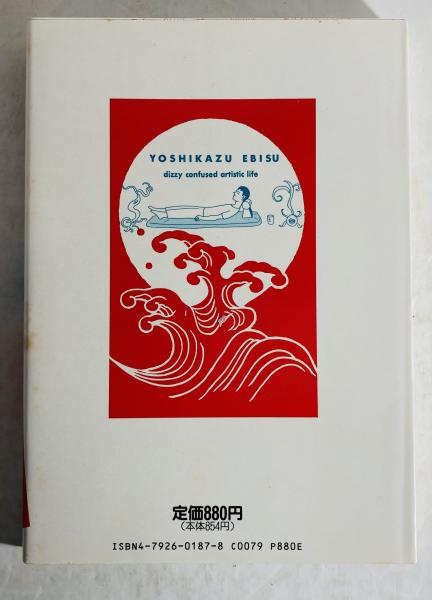 YOSHIKAZU EBISU
dizzy confused artistic life
定価880円
(本体854円)
ISBN4-7926-0187-8 C0079 P880E